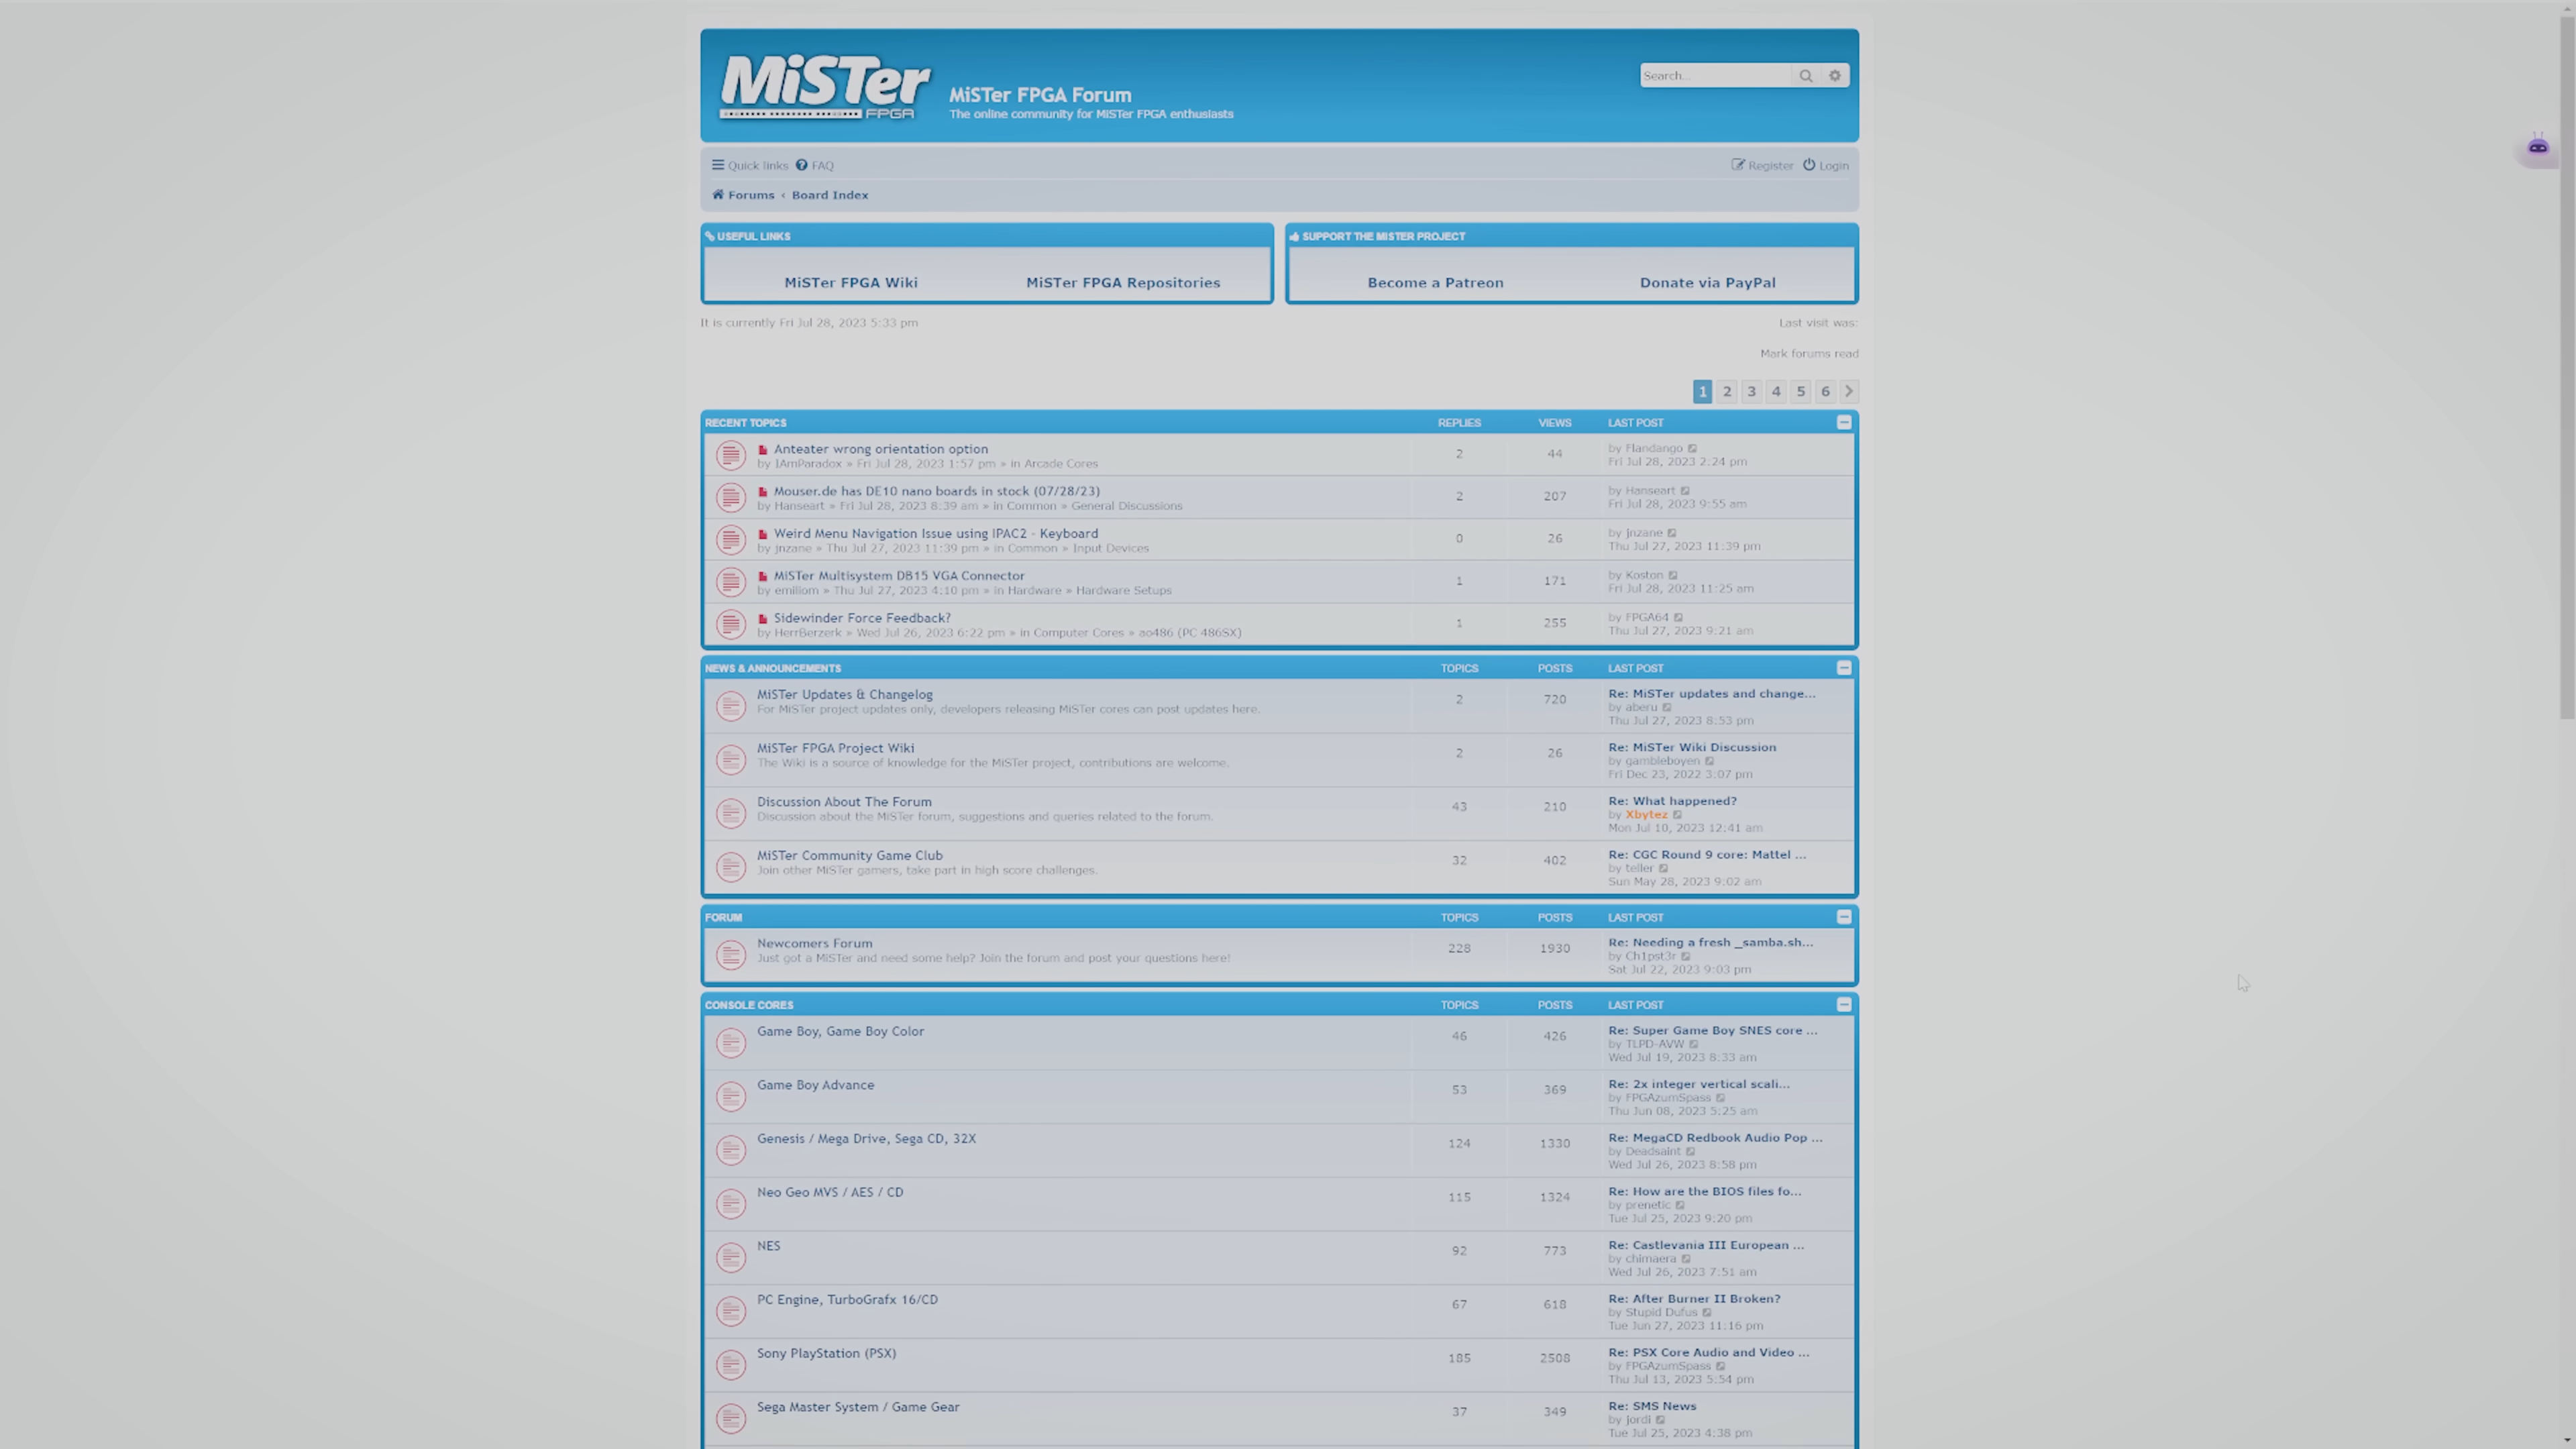 MiSTer FPGA
MiSTer FPGA Forum
The online community for MiSTer FPGA enthusiasts
Search...
Quick links FAQ
Register Login
Forums ‹ Board Index
USEFUL LINKS
MiSTer FPGA Wiki MiSTer FPGA Repositories
SUPPORT THE MISTER PROJECT
Become a Patreon Donate via PayPal
It is currently Fri Jul 28, 2023 5:33 pm
Last visit was:
Mark forums read
1 2 3 4 5 6
RECENT TOPICS REPLIES VIEWS LAST POST
Anteater wrong orientation option
by IAmParadox » Fri Jul 28, 2023 1:57 pm » in Arcade Cores
2 44
by Flandango
Fri Jul 28, 2023 2:24 pm
Mouser.de has DE10 nano boards in stock (07/28/23)
by Hanseart » Fri Jul 28, 2023 8:39 am » in Common » General Discussions
2 207
by Hanseart
Fri Jul 28, 2023 9:55 am
Weird Menu Navigation Issue using IPAC2 - Keyboard
by jnzane » Thu Jul 27, 2023 11:39 pm » in Common » Input Devices
0 26
by jnzane
Thu Jul 27, 2023 11:39 pm
MiSTer Multisystem DB15 VGA Connector
by emiliom » Thu Jul 27, 2023 4:10 pm » in Hardware » Hardware Setups
1 171
by Koston
Fri Jul 28, 2023 11:25 am
Sidewinder Force Feedback?
by HerrBerzerk » Wed Jul 26, 2023 6:22 pm » in Computer Cores » ao486 (PC 486SX)
1 255
by FPGA64
Thu Jul 27, 2023 9:21 am
NEWS & ANNOUNCEMENTS TOPICS POSTS LAST POST
MiSTer Updates & Changelog
For MiSTer project updates only, developers releasing MiSTer cores can post updates here.
2 720
Re: MiSTer updates and change...
by aberu
Thu Jul 27, 2023 8:53 pm
MiSTer FPGA Project Wiki
The Wiki is a source of knowledge for the MiSTer project, contributions are welcome.
2 26
Re: MiSTer Wiki Discussion
by gambleboyen
Fri Dec 23, 2022 3:07 pm
Discussion About The Forum
Discussion about the MiSTer forum, suggestions and queries related to the forum.
43 210
Re: What happened?
by Xbytez
Mon Jul 10, 2023 12:41 am
MiSTer Community Game Club
Join other MiSTer gamers, take part in high score challenges.
32 402
Re: CGC Round 9 core: Mattel ...
by teller
Sun May 28, 2023 9:02 am
FORUM TOPICS POSTS LAST POST
Newcomers Forum
Just got a MiSTer and need some help? Join the forum and post your questions here!
228 1930
Re: Needing a fresh _samba.sh...
by Ch1pst3r
Sat Jul 22, 2023 9:03 pm
CONSOLE CORES TOPICS POSTS LAST POST
Game Boy, Game Boy Color
46 426
Re: Super Game Boy SNES core ...
by TLPD-AVW
Wed Jul 19, 2023 8:33 am
Game Boy Advance
53 369
Re: 2x integer vertical scali...
by FPGAzumSpass
Thu Jun 08, 2023 5:25 am
Genesis / Mega Drive, Sega CD, 32X
124 1330
Re: MegaCD Redbook Audio Pop ...
by Deadsaint
Wed Jul 26, 2023 8:58 pm
Neo Geo MVS / AES / CD
115 1324
Re: How are the BIOS files fo...
by prenetic
Tue Jul 25, 2023 9:20 pm
NES
92 773
Re: Castlevania III European ...
by chimaera
Wed Jul 26, 2023 7:51 am
PC Engine, TurboGrafx 16/CD
67 618
Re: After Burner II Broken?
by Stupid Dufus
Tue Jun 27, 2023 11:16 pm
Sony PlayStation (PSX)
185 2508
Re: PSX Core Audio and Video ...
by FPGAzumSpass
Thu Jul 13, 2023 5:54 pm
Sega Master System / Game Gear
37 349
Re: SMS News
by jordi
Tue Jul 25, 2023 4:38 pm